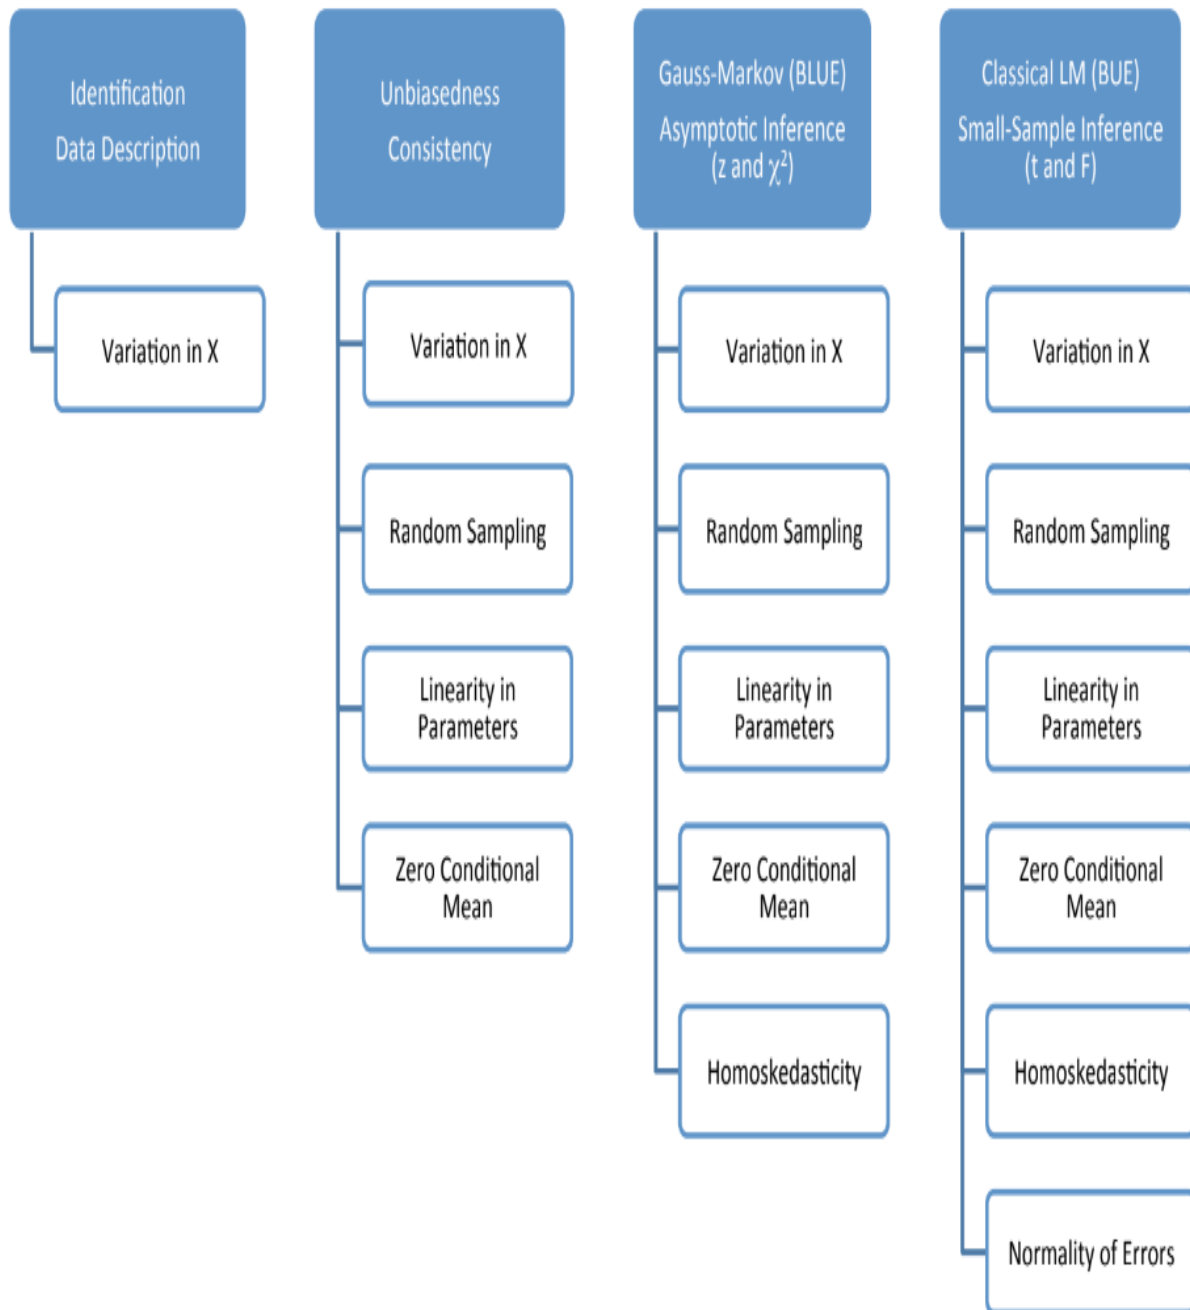 Identification
Data Description
Variation in X
Unbiasedness
Consistency
Variation in X
Random Sampling
Linearity in
Parameters
Zero Conditional
Mean
Gauss-Markov (BLUE)
Asymptotic Inference
(z and χ²)
Variation in X
Random Sampling
Linearity in
Parameters
Zero Conditional
Mean
Homoskedasticity
Classical LM (BUE)
Small-Sample Inference
(t and F)
Variation in X
Random Sampling
Linearity in
Parameters
Zero Conditional
Mean
Homoskedasticity
Normality of Errors